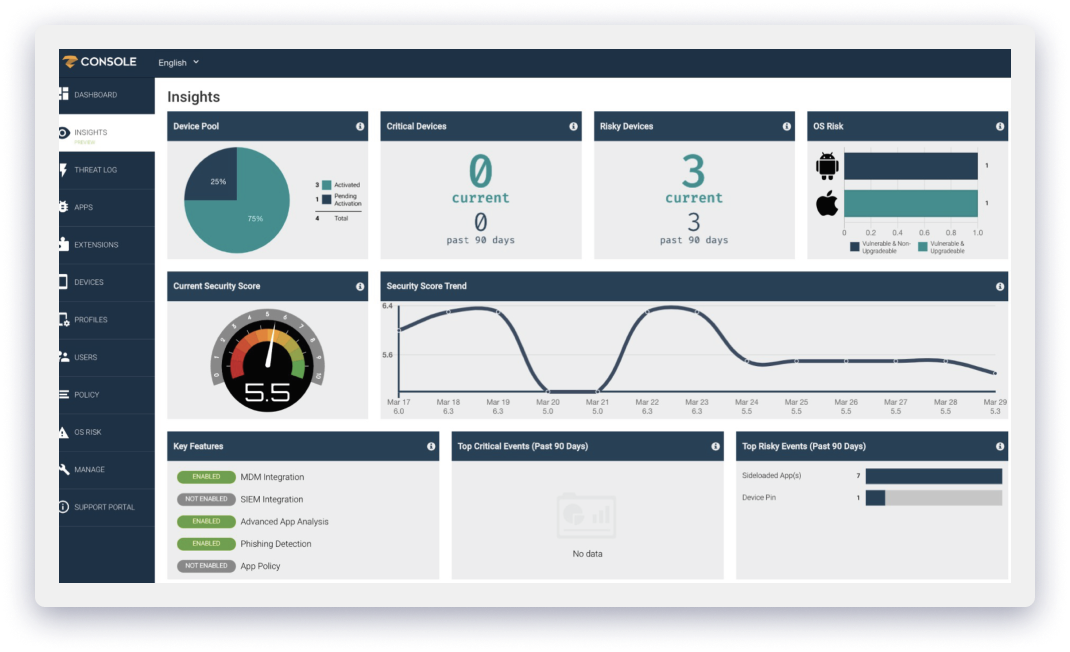 CONSOLE
English
DASHBOARD
INSIGHTS
THREAT LOG
APPS
EXTENSIONS
DEVICES
PROFILES
USERS
POLICY
OS RISK
MANAGE
SUPPORT PORTAL
Insights
Device Pool
25%
75%
3 Activated
1 Pending
Activation
4 Total
Critical Devices
0
current
0
past 90 days
Risky Devices
3
current
3
past 90 days
OS Risk
1
1
0 0.2 0.4 0.6 0.8 1.0
Vulnerable & Non-
Upgradeable
Vulnerable &
Upgradeable
Current Security Score
0 1 2 3 4 5 6 7 8 9 10
5.5
Security Score Trend
6.4
5.6
Mar 17 Mar 18 Mar 19 Mar 20 Mar 21 Mar 22 Mar 23 Mar 24 Mar 25 Mar 26 Mar 27 Mar 28 Mar 29
6.0 6.3 6.3 5.0 5.0 6.3 6.3 5.5 5.5 5.5 5.5 5.5 5.3
Key Features
ENABLED MDM Integration
NOT ENABLED SIEM Integration
ENABLED Advanced App Analysis
ENABLED Phishing Detection
NOT ENABLED App Policy
Top Critical Events (Past 90 Days)
No data
Top Risky Events (Past 90 Days)
Sideloaded App(s) 7
Device Pin 1